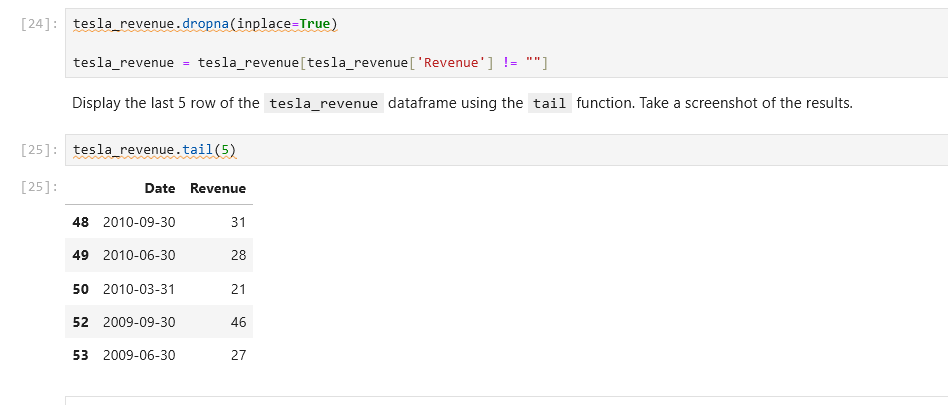 [24]: tesla_revenue.dropna(inplace=True)
tesla_revenue = tesla_revenue[tesla_revenue['Revenue'] != ""]
Display the last 5 row of the tesla_revenue dataframe using the tail function. Take a screenshot of the results.
[25]: tesla_revenue.tail(5)
[25]: Date Revenue
48 2010-09-30 31
49 2010-06-30 28
50 2010-03-31 21
52 2009-09-30 46
53 2009-06-30 27